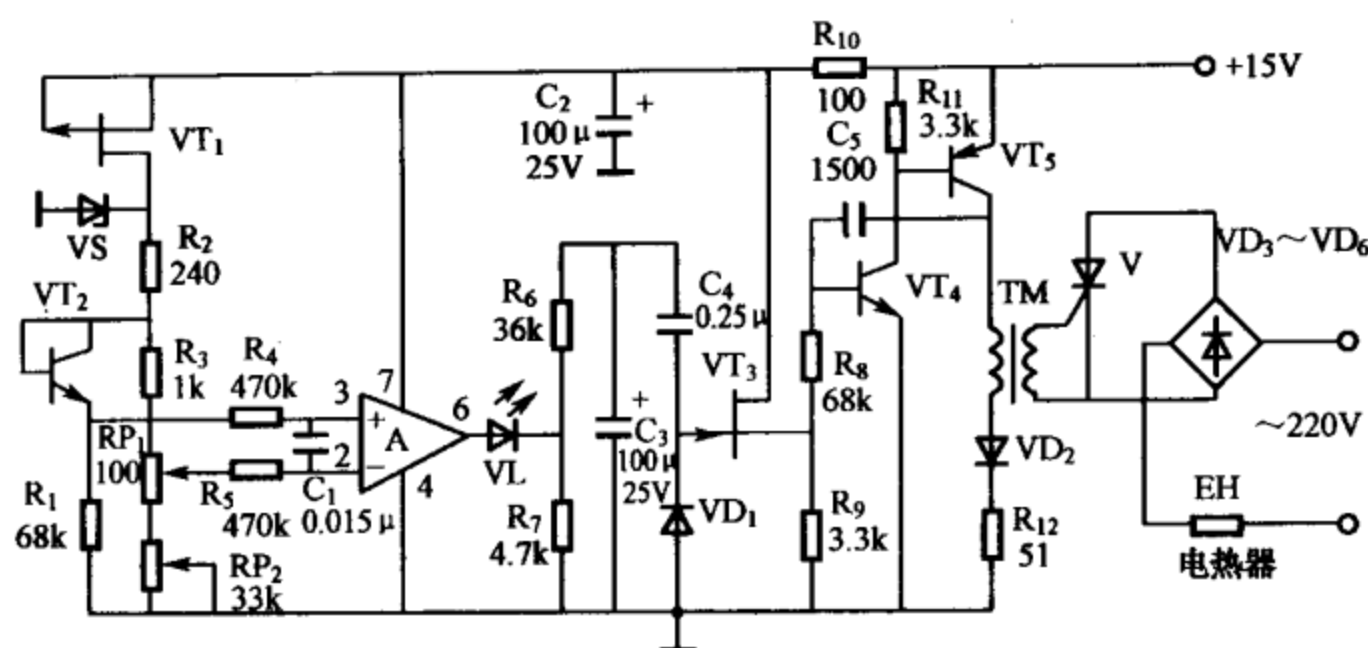 R₁₀
100
+15V
C₂
100μ
25V
+
R₁₁
3.3k
C₅
1500
VT₁
VT₅
VS
R₂
240
VT₂
R₆
36k
C₄
0.25μ
VT₄
TM
V
VD₃～VD₆
R₃
1k
R₄
470k
3
7
+
A
6
2
−
4
VL
VT₃
R₈
68k
+
C₃
100μ
25V
RP₁
100
R₁
68k
R₅
470k
C₁
0.015μ
R₇
4.7k
VD₁
R₉
3.3k
VD₂
～220V
RP₂
33k
R₁₂
51
EH
电热器